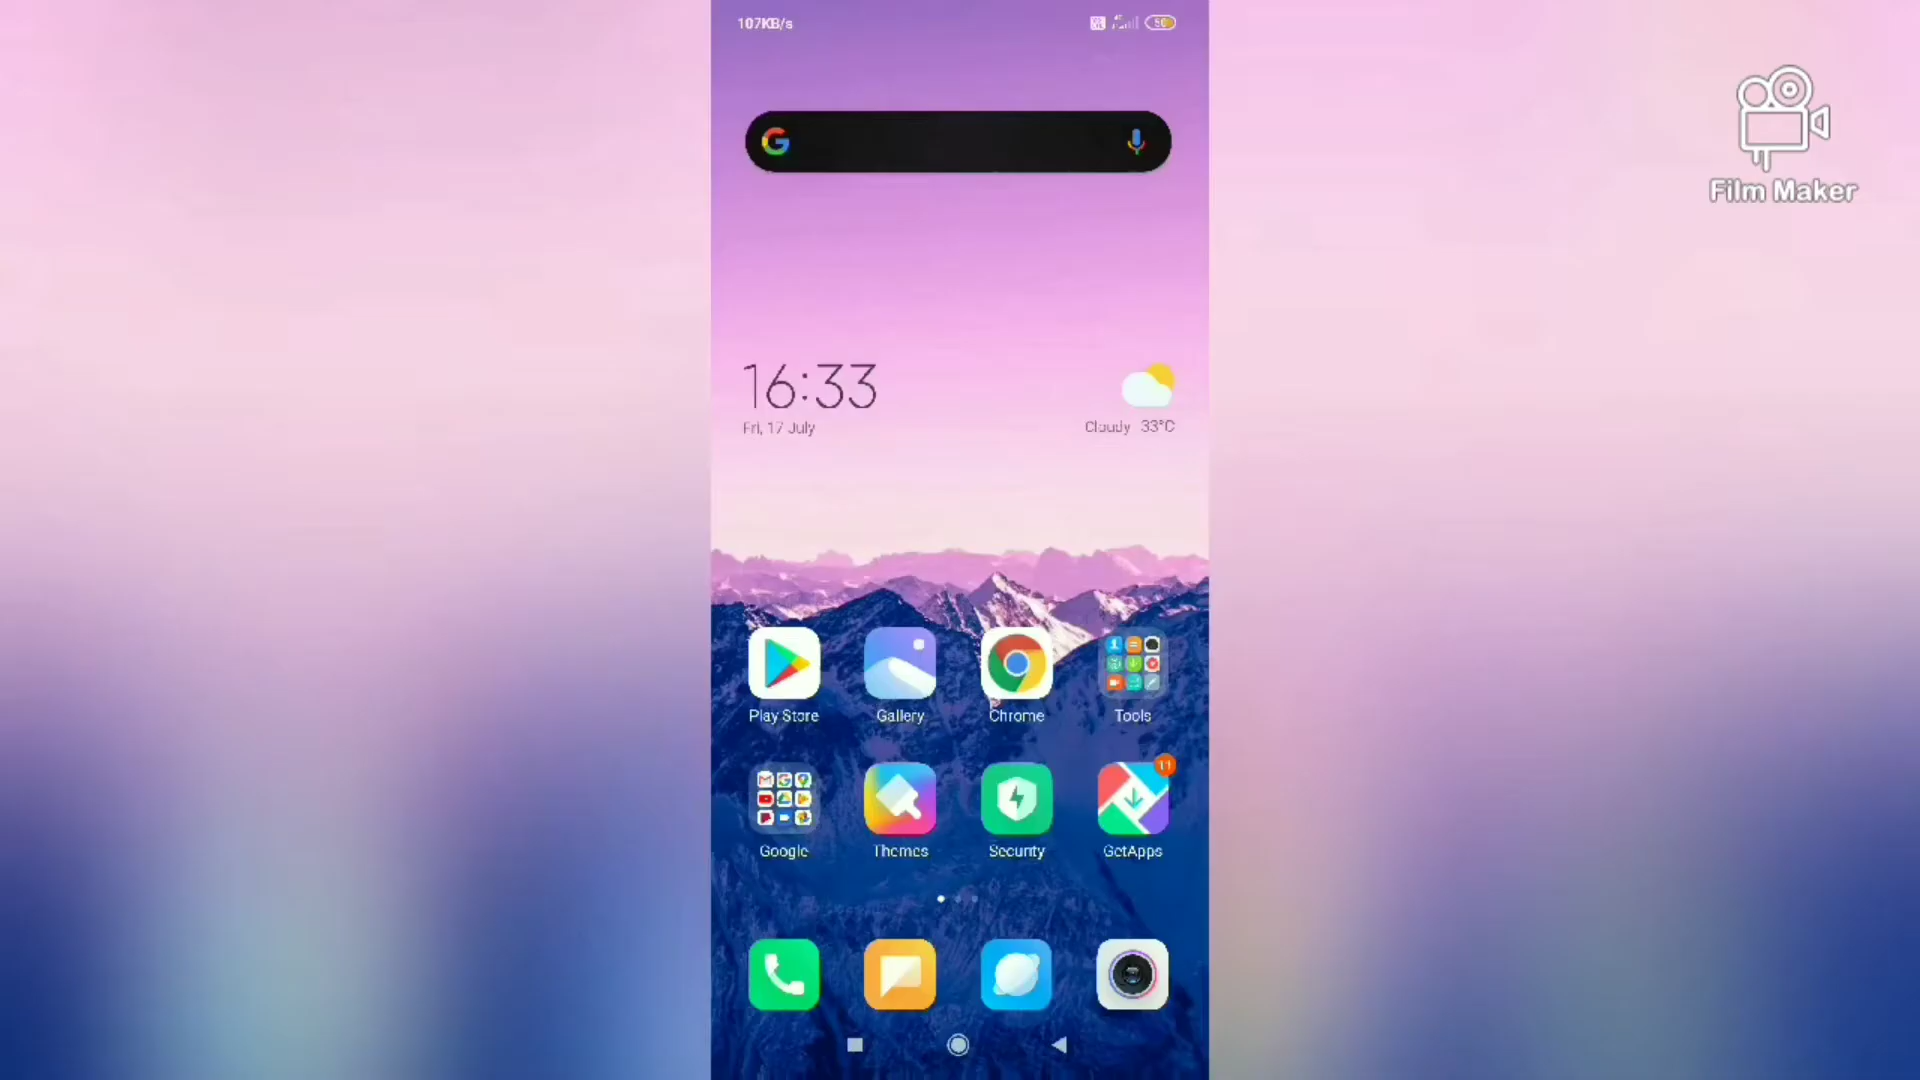 107KB/s
50
Film Maker
16:33
Fri, 17 July
Cloudy 33°C
Play Store
Gallery
Chrome
Tools
11
Google
Themes
Security
GetApps